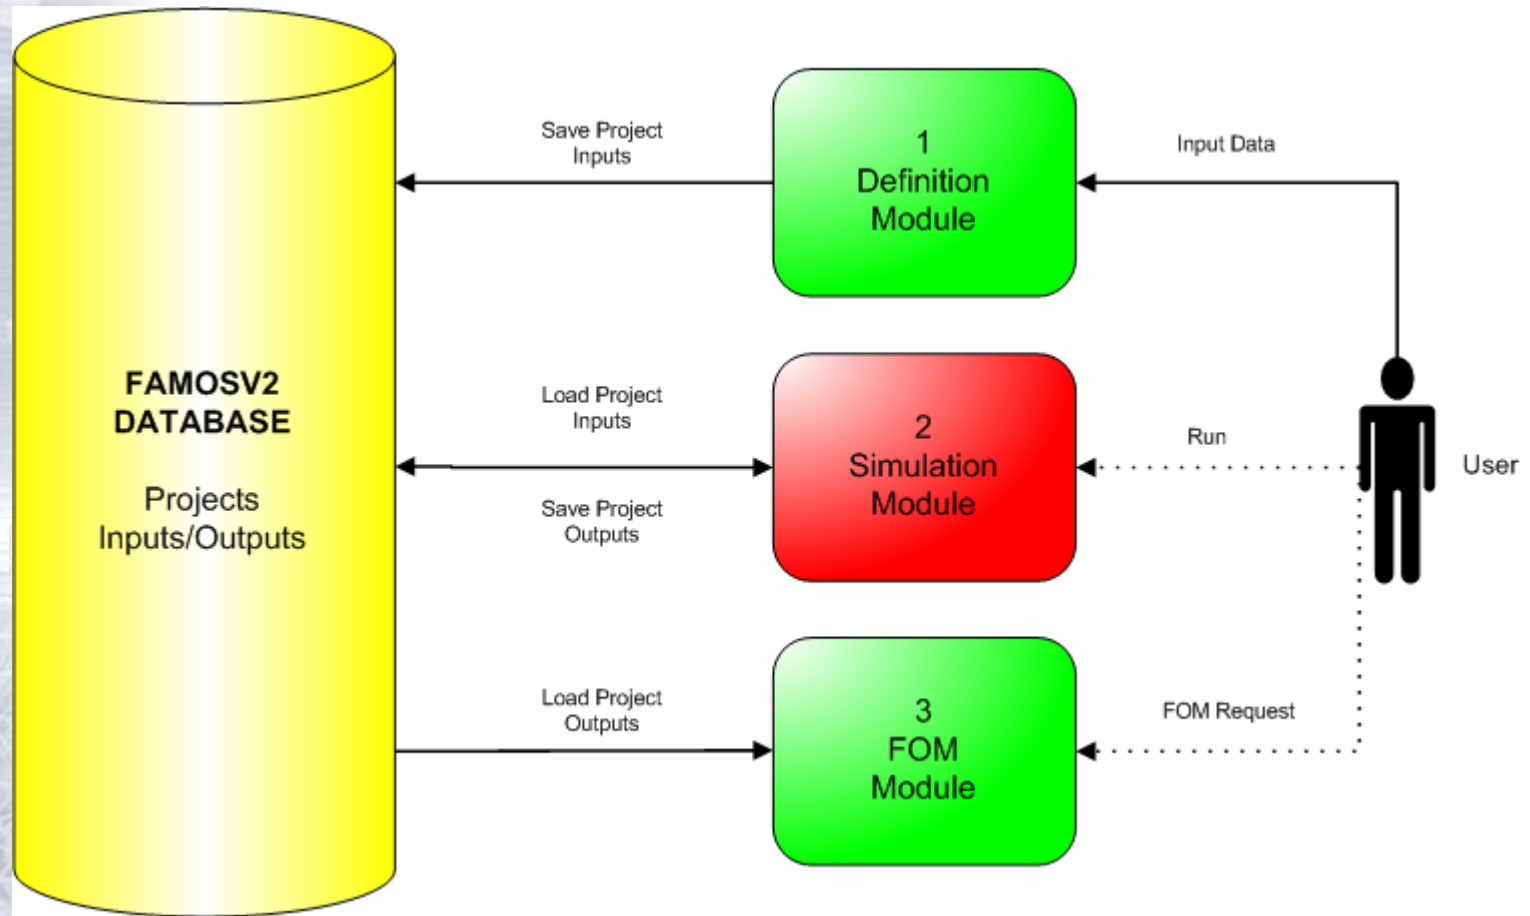 FAMOSV2
DATABASE
Projects
Inputs/Outputs
Save Project
Inputs
1
Definition
Module
Input Data
Load Project
Inputs
Save Project
Outputs
2
Simulation
Module
Run
User
Load Project
Outputs
3
FOM
Module
FOM Request